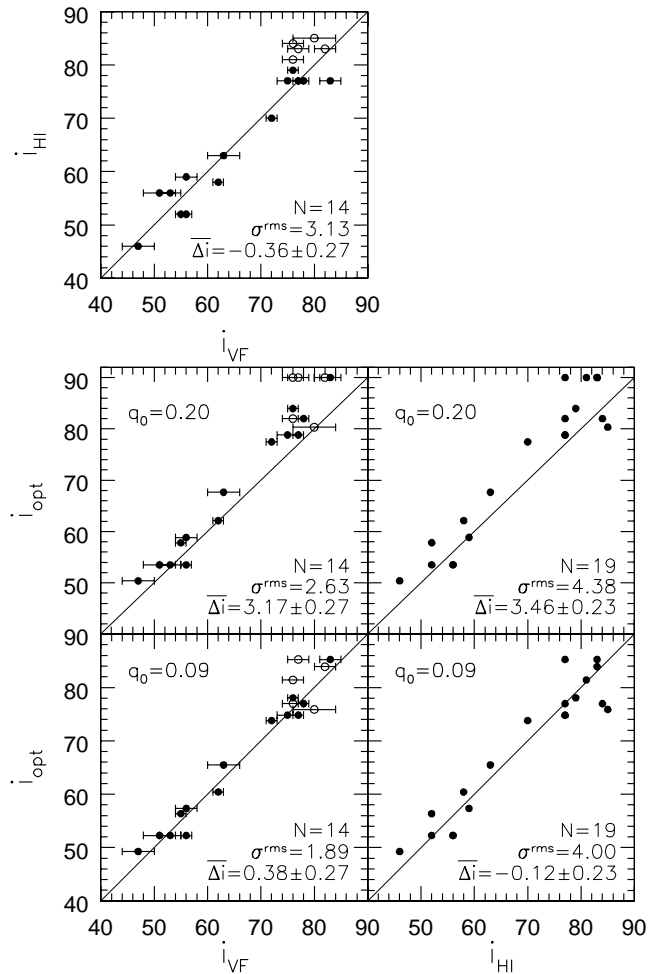 90
80
70
60
50
40
i_HI
N=14
σ^rms=3.13
Δi=−0.36±0.27
40 50 60 70 80 90
i_VF
90
80
70
60
50
i_opt
q_0=0.20
N=14
σ^rms=2.63
Δi=3.17±0.27
q_0=0.20
N=19
σ^rms=4.38
Δi=3.46±0.23
90
80
70
60
50
40
i_opt
q_0=0.09
N=14
σ^rms=1.89
Δi=0.38±0.27
q_0=0.09
N=19
σ^rms=4.00
Δi=−0.12±0.23
40 50 60 70 80 90
50 60 70 80 90
i_VF
i_HI